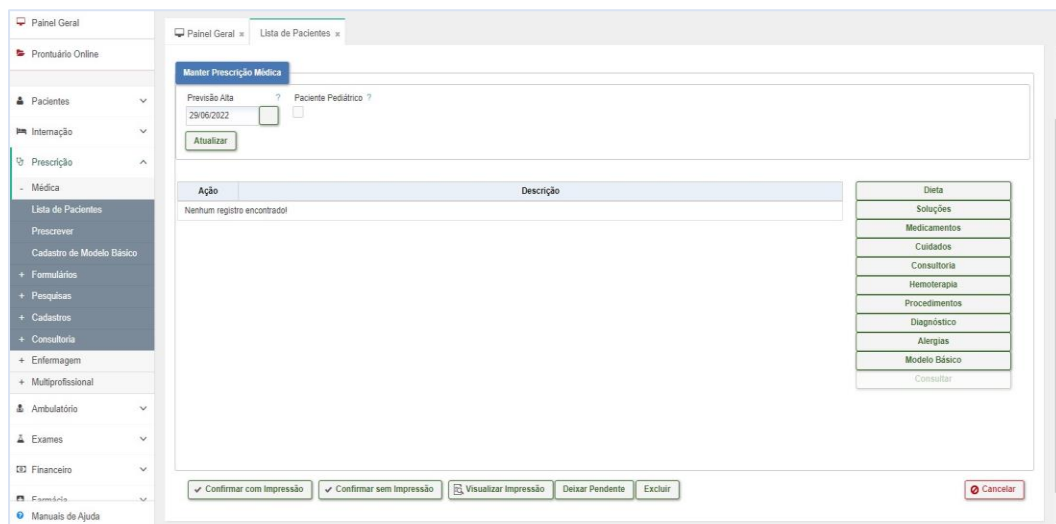 Painel Geral
Prontuário Online
Pacientes
Internação
Prescrição
- Médica
Lista de Pacientes
Prescrever
Cadastro de Modelo Básico
+ Formulários
+ Pesquisas
+ Cadastros
+ Consultoria
+ Enfermagem
+ Multiprofissional
Ambulatório
Exames
Financeiro
Farmácia
Manuais de Ajuda
Painel Geral x Lista de Pacientes x
Manter Prescrição Médica
Previsão Alta ? Paciente Pediátrico ?
29/06/2022
Atualizar
Ação Descrição
Nenhum registro encontrado!
Dieta
Soluções
Medicamentos
Cuidados
Consultoria
Hemoterapia
Procedimentos
Diagnóstico
Alergias
Modelo Básico
Consultar
Confirmar com Impressão Confirmar sem Impressão Visualizar Impressão Deixar Pendente Excluir Cancelar